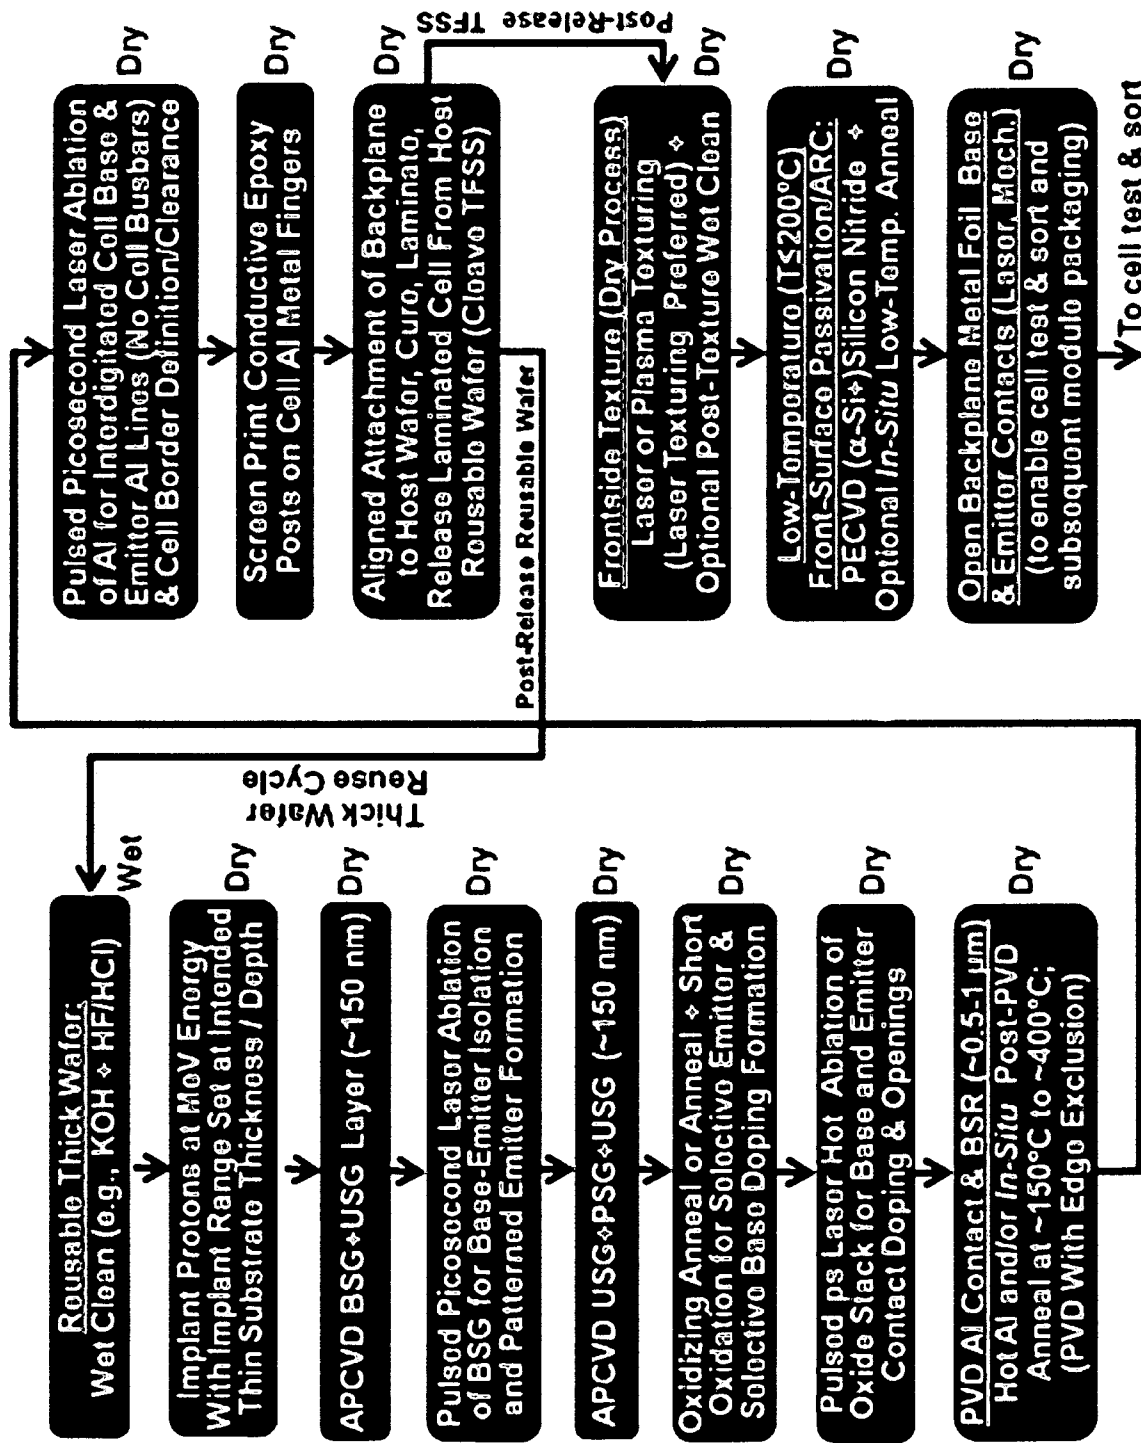 Reusable Thick Wafer:
Wet Clean (e.g., KOH + HF/HCl)
Wet
Implant Protons at MeV Energy
With Implant Range Set at Intended
Thin Substrate Thickness / Depth
Dry
APCVD BSG+USG Layer (~150 nm)
Dry
Pulsed Picosecond Laser Ablation
of BSG for Base-Emitter Isolation
and Patterned Emitter Formation
Dry
APCVD USG+PSG+USG (~150 nm)
Dry
Oxidizing Anneal or Anneal + Short
Oxidation for Selective Emitter &
Selective Base Doping Formation
Dry
Pulsed ps Laser Hot Ablation of
Oxide Stack for Base and Emitter
Contact Doping & Openings
Dry
PVD Al Contact & BSR (~0.5-1 µm)
Hot Al and/or In-Situ Post-PVD
Anneal at ~150°C to ~400°C;
(PVD With Edge Exclusion)
Dry
Thick Wafer
Reuse Cycle
Pulsed Picosecond Laser Ablation
of Al for Interdigitated Cell Base &
Emitter Al Lines (No Cell Busbars)
& Cell Border Definition/Clearance
Dry
Screen Print Conductive Epoxy
Posts on Cell Al Metal Fingers
Dry
Aligned Attachment of Backplane
to Host Wafer, Cure, Laminate,
Release Laminated Cell From Host
Reusable Wafer (Cleave TFSS)
Dry
Post-Release Reusable Wafer
Post-Release TFSS
Frontside Texture (Dry Process)
Laser or Plasma Texturing
(Laser Texturing Preferred) +
Optional Post-Texture Wet Clean
Dry
Low-Temperature (T≤200°C)
Front-Surface Passivation/ARC:
PECVD (α-Si+)Silicon Nitride +
Optional In-Situ Low-Temp. Anneal
Dry
Open Backplane Metal Foil Base
& Emitter Contacts (Laser, Mech.)
(to enable cell test & sort and
subsequent module packaging)
Dry
To cell test & sort